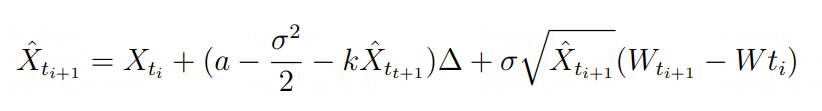 $\hat{X}_{t_{i+1}} = X_{t_i} + (a - \frac{\sigma^2}{2} - k\hat{X}_{t_{t+1}})\Delta + \sigma\sqrt{\hat{X}_{t_{i+1}}}(W_{t_{i+1}} - Wt_i)$